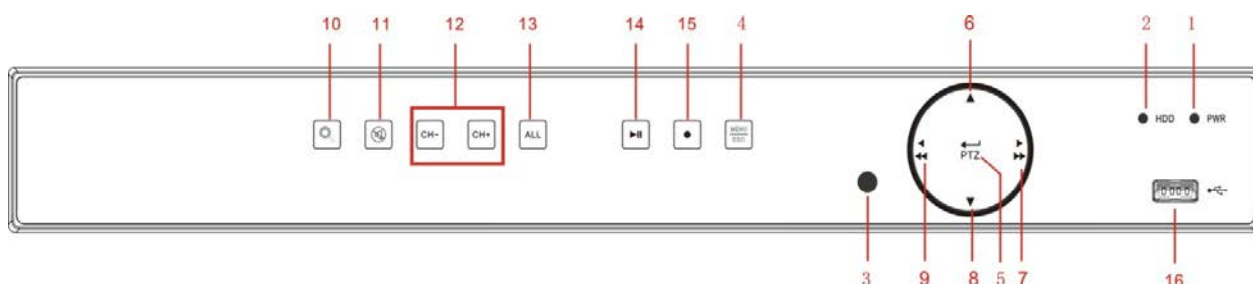 10 11 12 13 14 15 4 6 2 1
HDD PWR
CH- CH+ ALL MENU
ESC
PTZ
3 9 8 5 7 16